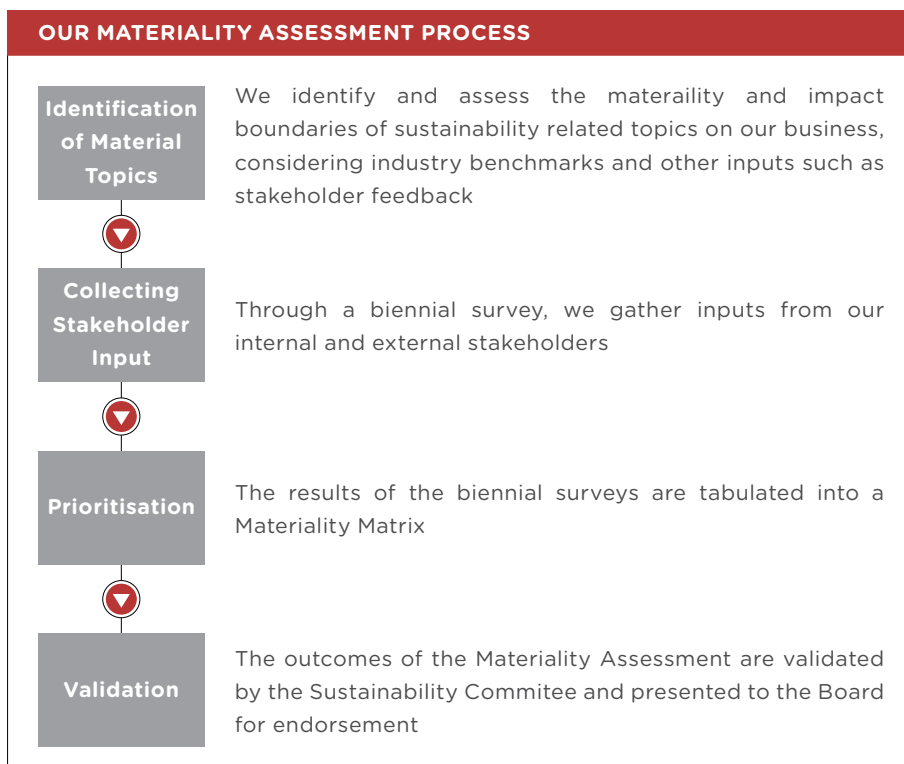 OUR MATERIALITY ASSESSMENT PROCESS
Identification
of Material
Topics
We identify and assess the materaility and impact
boundaries of sustainability related topics on our business,
considering industry benchmarks and other inputs such as
stakeholder feedback
Collecting
Stakeholder
Input
Through a biennial survey, we gather inputs from our
internal and external stakeholders
Prioritisation
The results of the biennial surveys are tabulated into a
Materiality Matrix
Validation
The outcomes of the Materiality Assessment are validated
by the Sustainability Commitee and presented to the Board
for endorsement